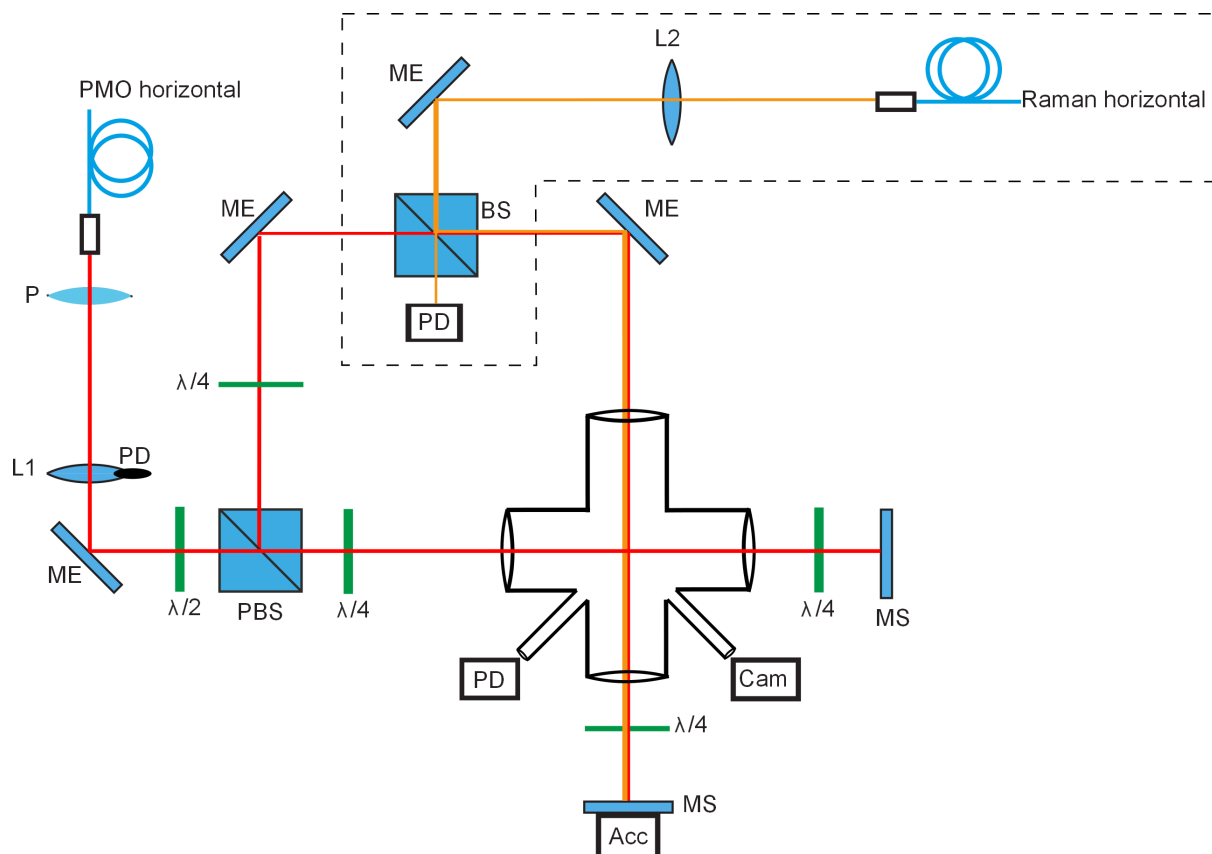 L2
ME
PMO horizontal
Raman horizontal
ME
BS
ME
P
PD
λ/4
L1
PD
ME
λ/2
PBS
λ/4
λ/4
MS
PD
Cam
λ/4
MS
Acc